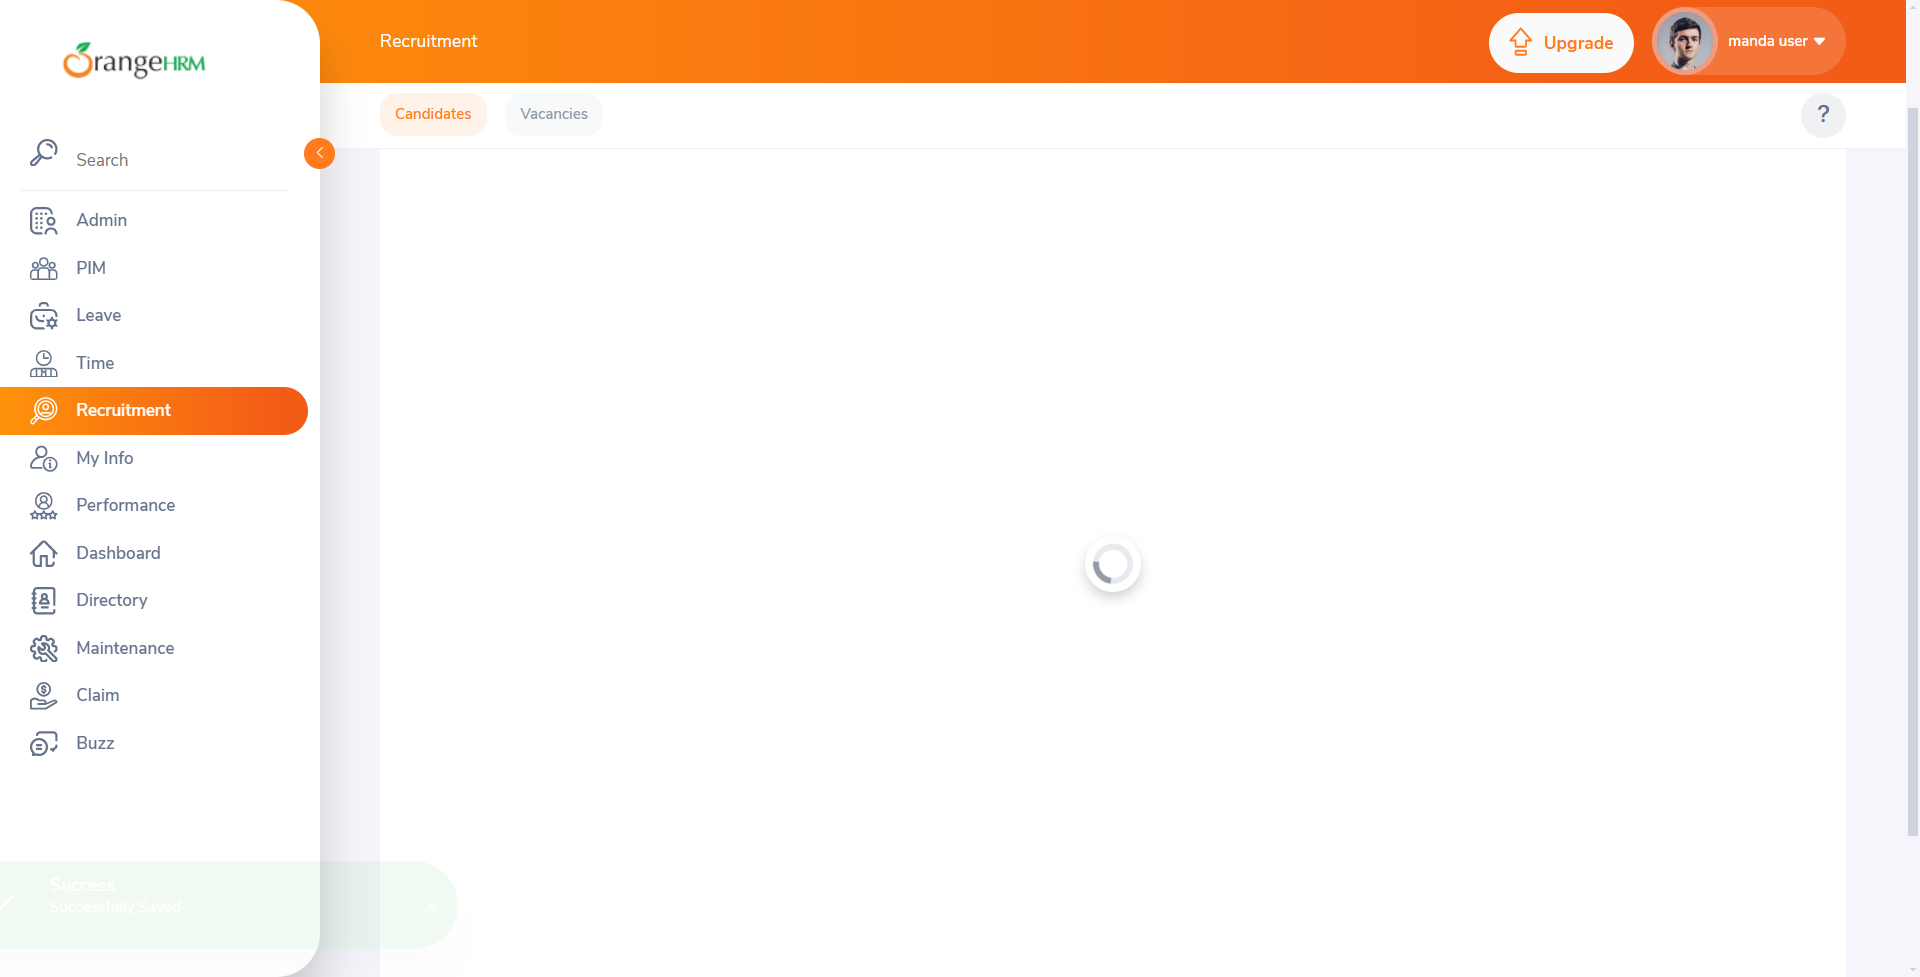 OrangeHRM
Search
Admin
PIM
Leave
Time
Recruitment
My Info
Performance
Dashboard
Directory
Maintenance
Claim
Buzz
Recruitment
Upgrade
manda user
Candidates
Vacancies
?
Success
Successfully Saved